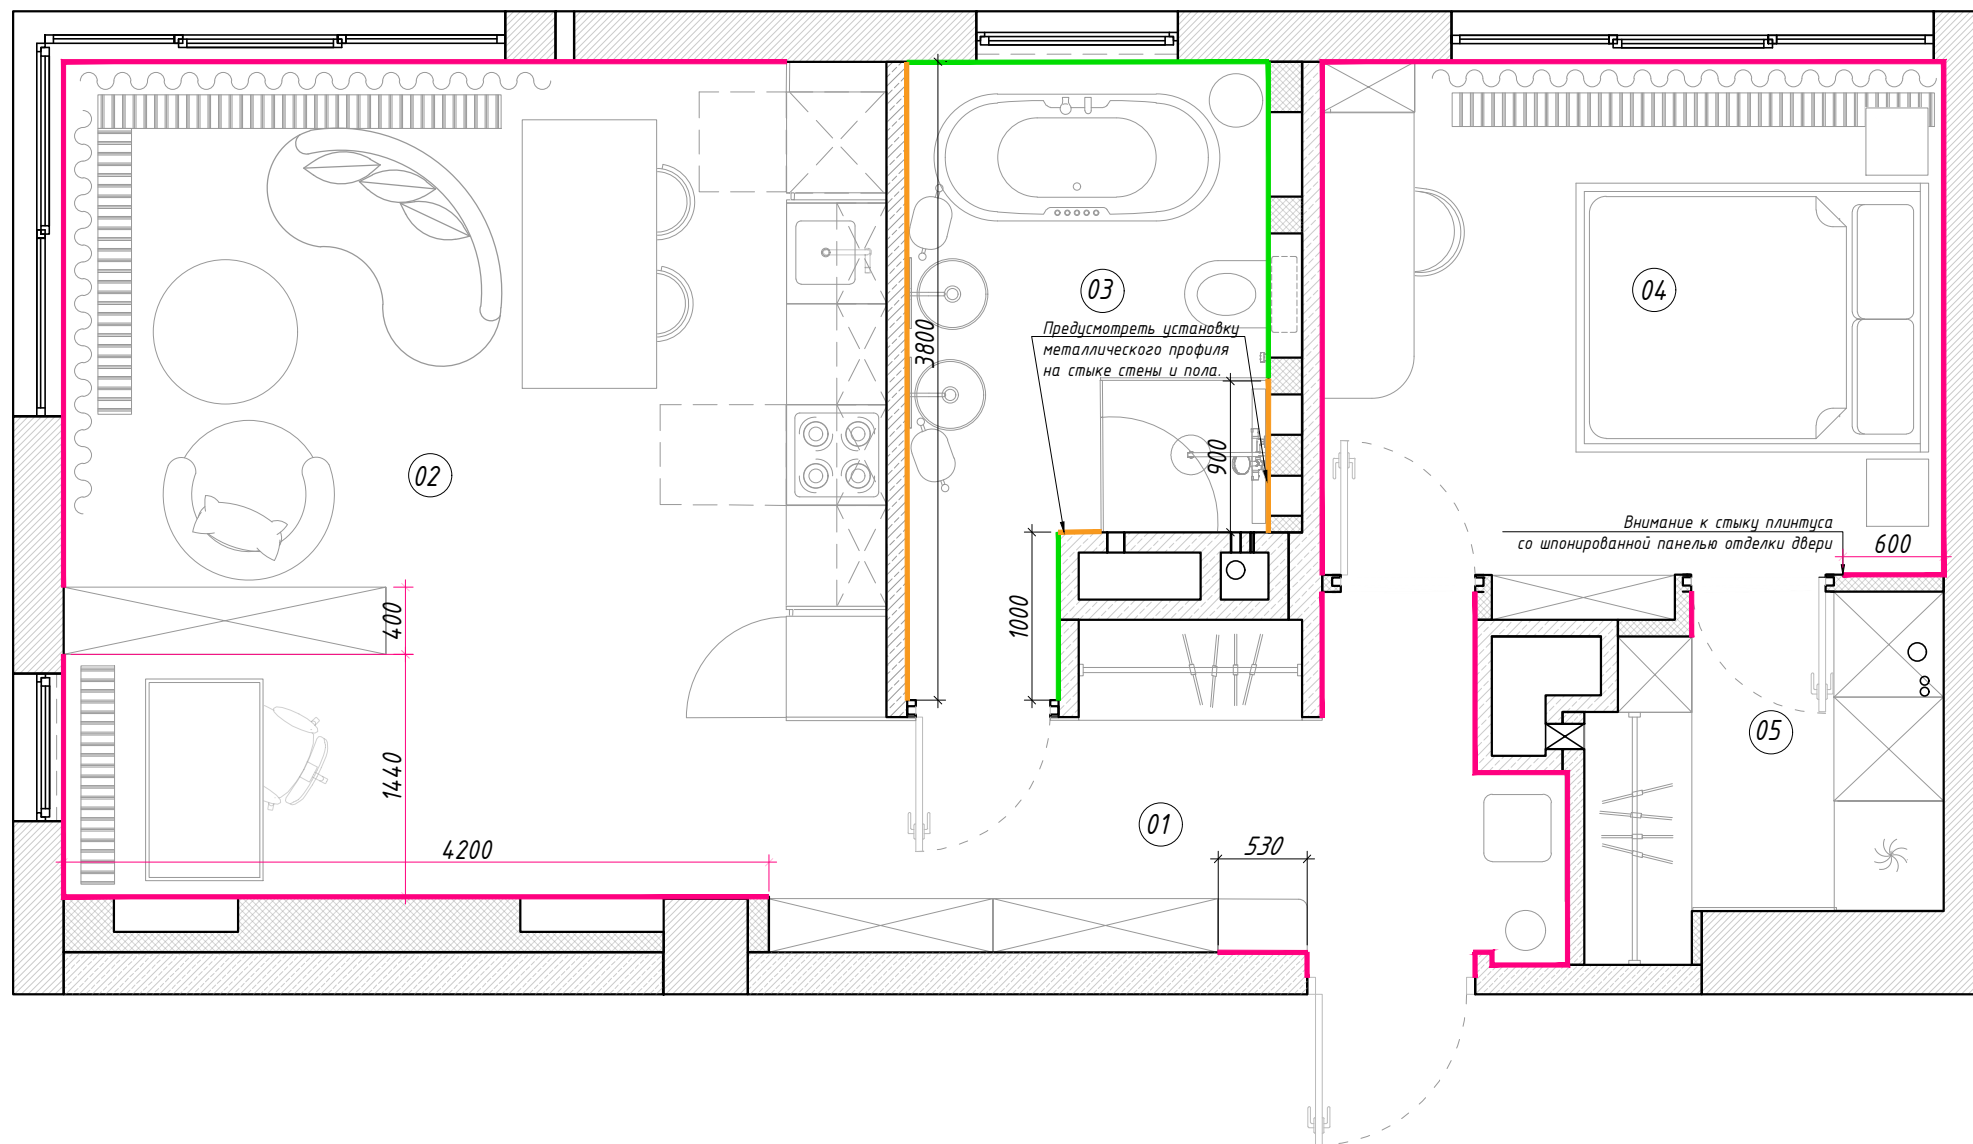 03
04
3800
Предусмотреть установку
металлического профиля
на стыке стены и пола.
900
02
Внимание к стыку плинтуса
со шпонированной панелью отделки двери
600
400
1000
05
1440
01
4200
530